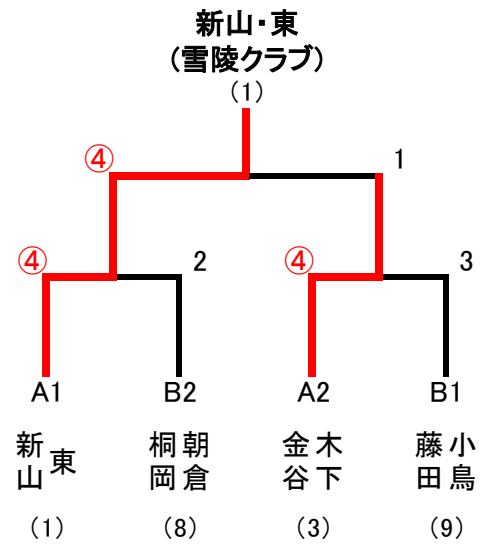 新山・東
(雪陵クラブ)
(1)
④ 1
④ 2 ④ 3
A1 B2 A2 B1
新山 東 桐岡 朝倉 金谷 木下 藤田 小鳥
(1) (8) (3) (9)